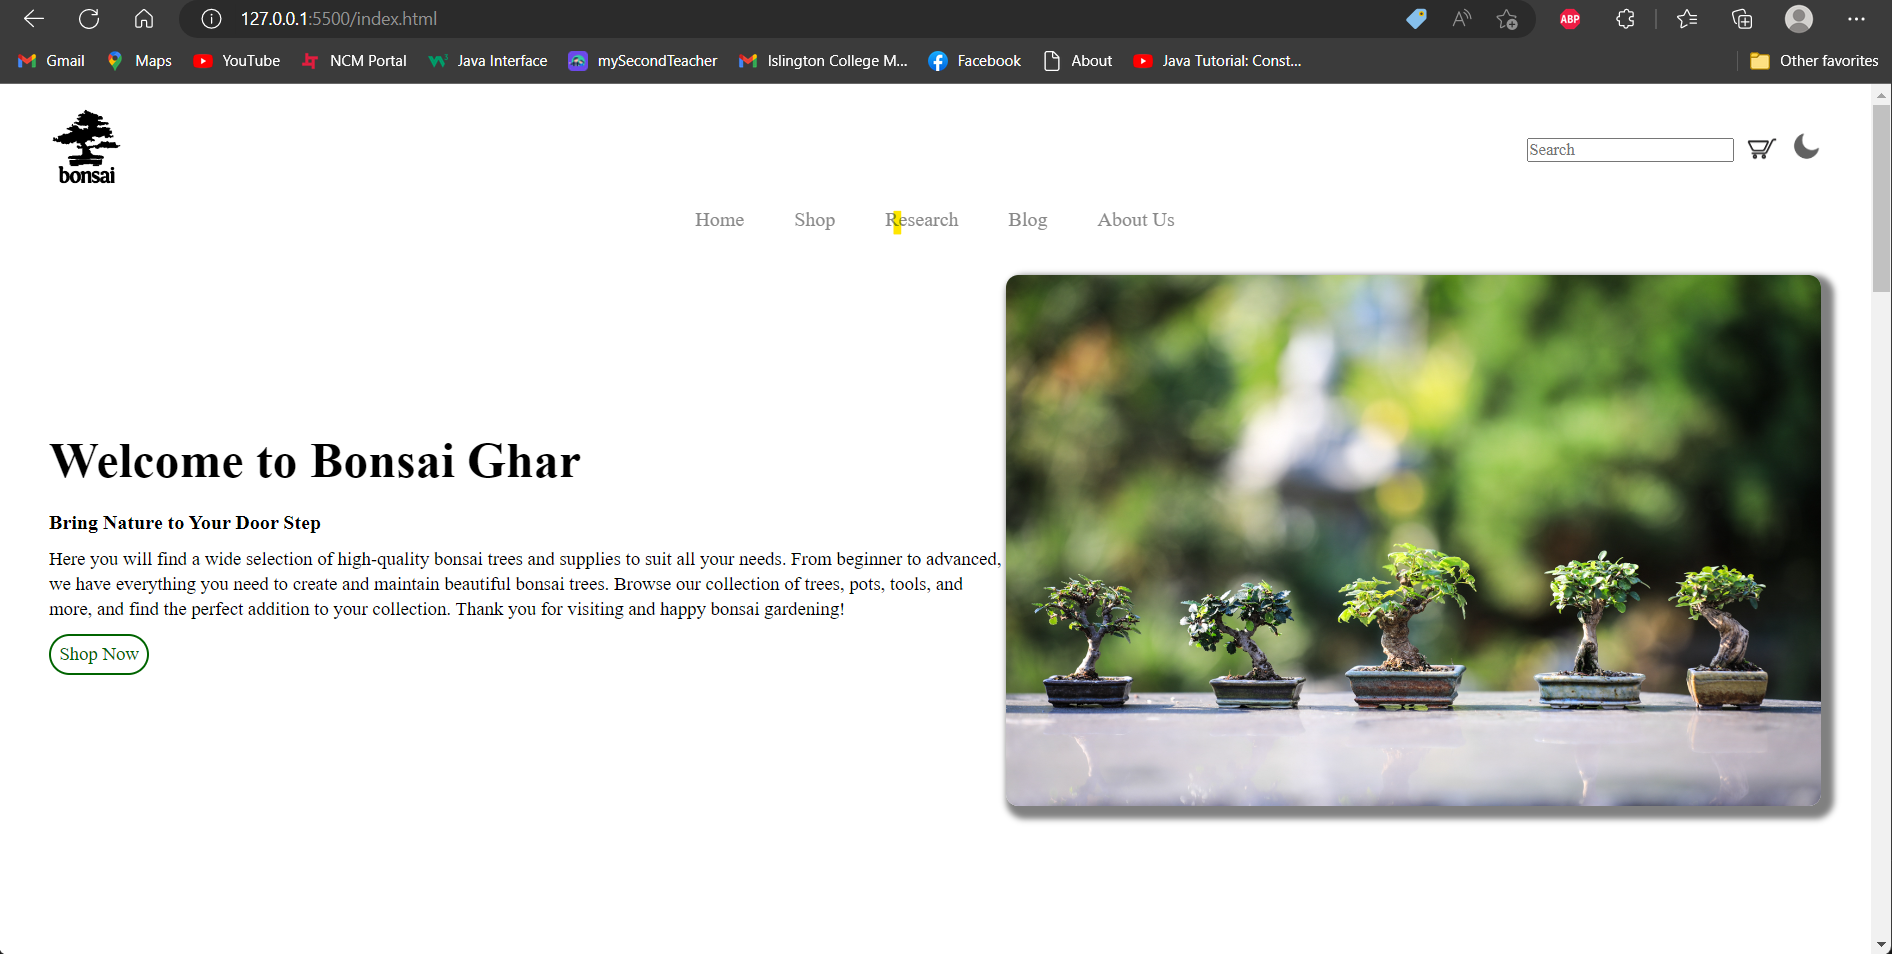 127.0.0.1:5500/index.html
ABP
Gmail Maps YouTube NCM Portal Java Interface mySecondTeacher Islington College M... Facebook About Java Tutorial: Const... Other favorites
bonsai
Search
Home Shop Research Blog About Us
Welcome to Bonsai Ghar
Bring Nature to Your Door Step
Here you will find a wide selection of high-quality bonsai trees and supplies to suit all your needs. From beginner to advanced,
we have everything you need to create and maintain beautiful bonsai trees. Browse our collection of trees, pots, tools, and
more, and find the perfect addition to your collection. Thank you for visiting and happy bonsai gardening!
Shop Now